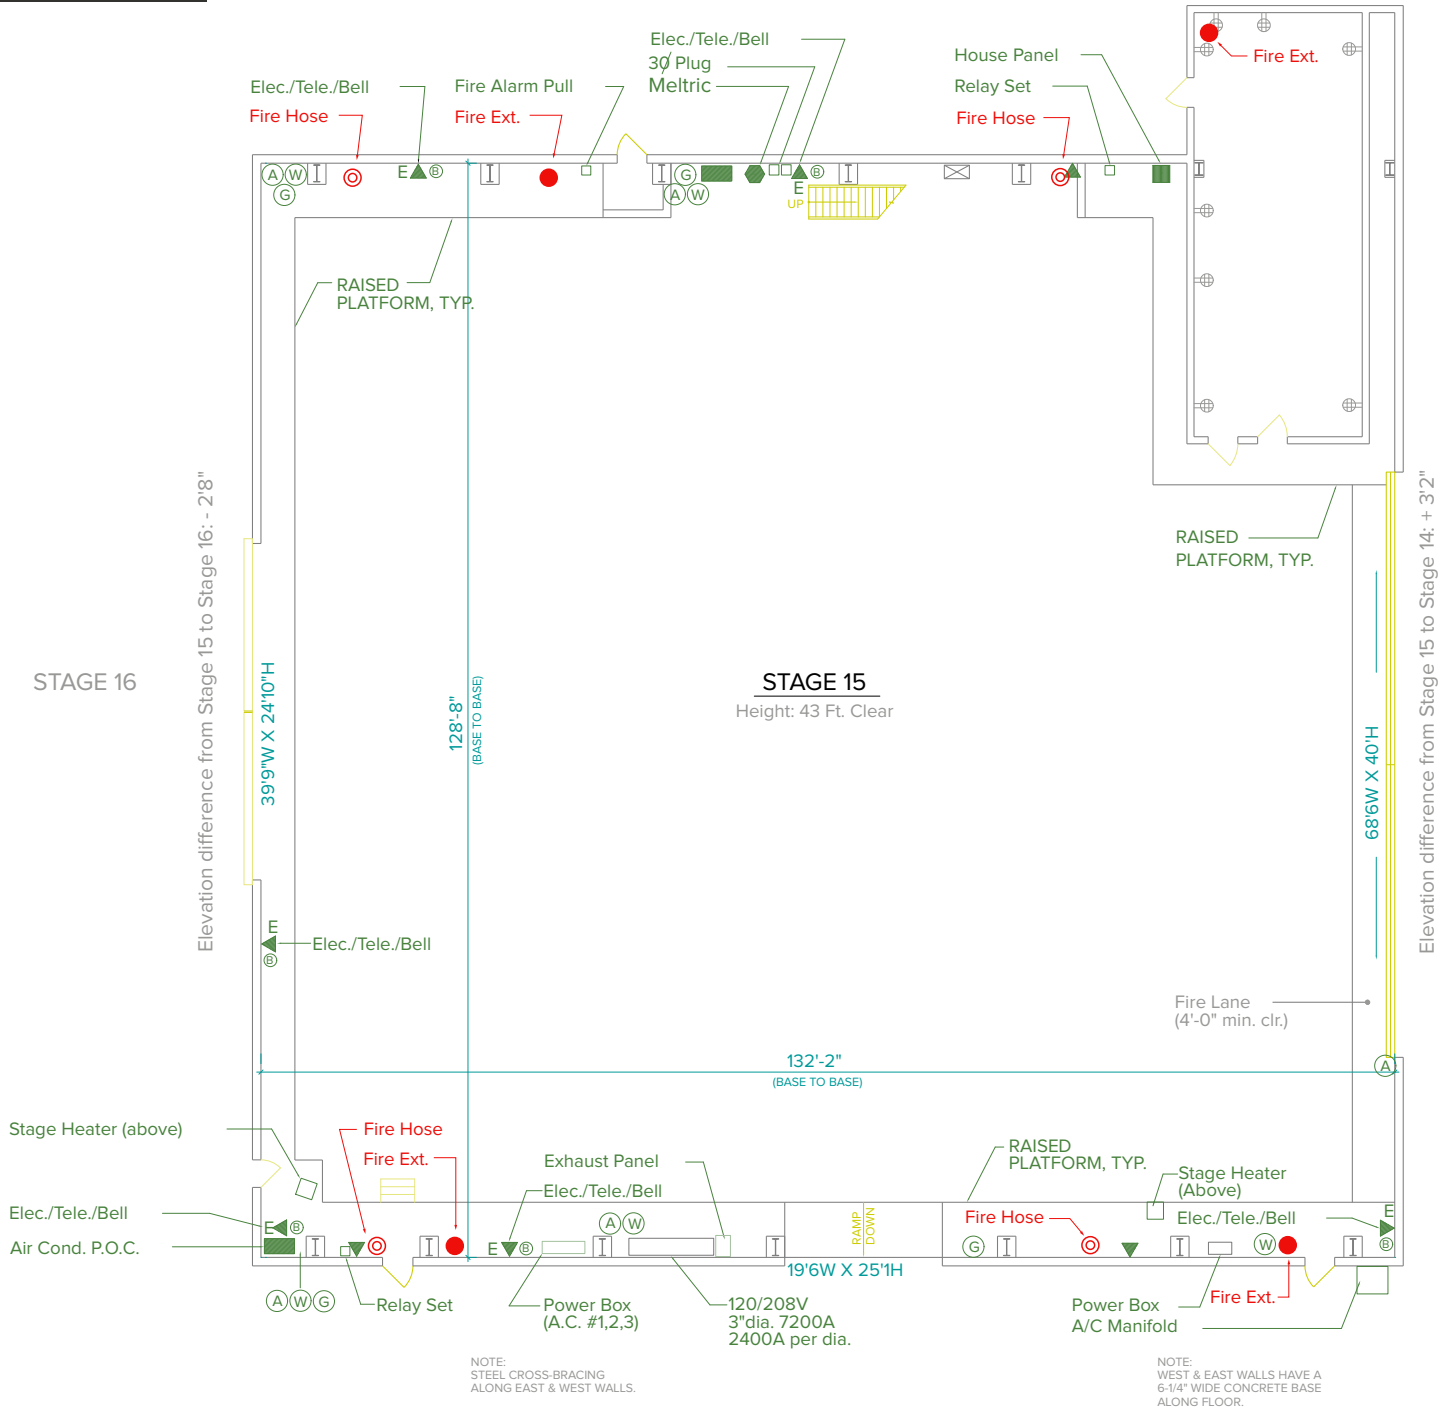 Elec./Tele./Bell
30 Plug
Meltric
House Panel
Relay Set
Fire Hose
Fire Ext.
Elec./Tele./Bell
Fire Hose
Fire Alarm Pull
Fire Ext.
A W
G
E B
G
A W
E B
UP
RAISED
PLATFORM, TYP.
RAISED
PLATFORM, TYP.
Elevation difference from Stage 15 to Stage 16: - 2'8"
Elevation difference from Stage 15 to Stage 14: + 3'2"
STAGE 16
39'9"W X 24'10"H
128'-8"
(BASE TO BASE)
STAGE 15
Height: 43 Ft. Clear
68'6W X 40'H
E
Elec./Tele./Bell
B
Fire Lane
(4'-0" min. clr.)
132'-2"
(BASE TO BASE)
A
Stage Heater (above)
Fire Hose
Fire Ext.
Exhaust Panel
Elec./Tele./Bell
RAISED
PLATFORM, TYP.
Stage Heater
(Above)
Elec./Tele./Bell
Air Cond. P.O.C.
E B
E B
A W
RAMP
DOWN
Fire Hose
G
Elec./Tele./Bell
E
B
W
19'6W X 25'1H
A W G
Relay Set
Power Box
(A.C. #1,2,3)
120/208V
3"dia. 7200A
2400A per dia.
Power Box
A/C Manifold
Fire Ext.
NOTE:
STEEL CROSS-BRACING
ALONG EAST & WEST WALLS.
NOTE:
WEST & EAST WALLS HAVE A
6-1/4" WIDE CONCRETE BASE
ALONG FLOOR.